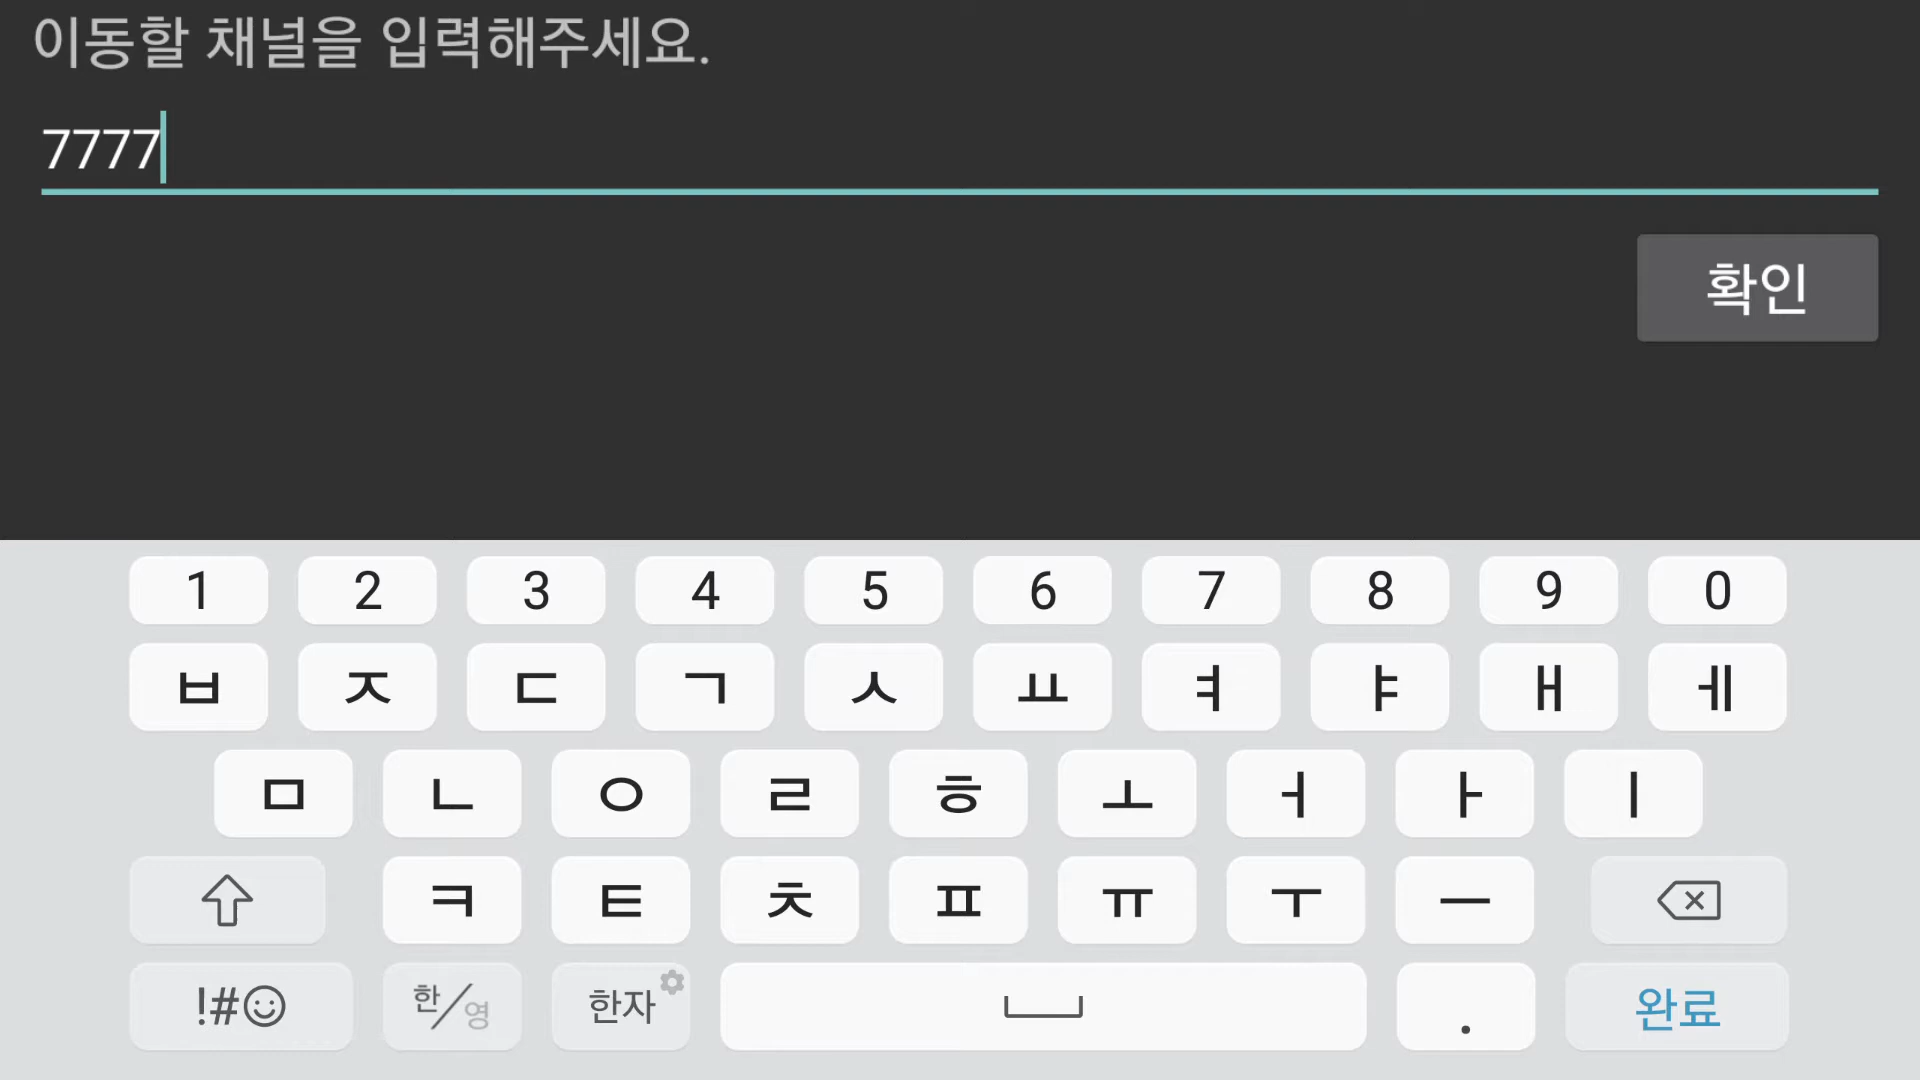 이동할 채널을 입력해주세요.
7777
확인
1 2 3 4 5 6 7 8 9 0
ㅂ ㅈ ㄷ ㄱ ㅅ ㅛ ㅕ ㅑ ㅐ ㅔ
ㅁ ㄴ ㅇ ㄹ ㅎ ㅗ ㅓ ㅏ ㅣ
ㅋ ㅌ ㅊ ㅍ ㅠ ㅜ ㅡ
!#☺ 한/영 한자 . 완료